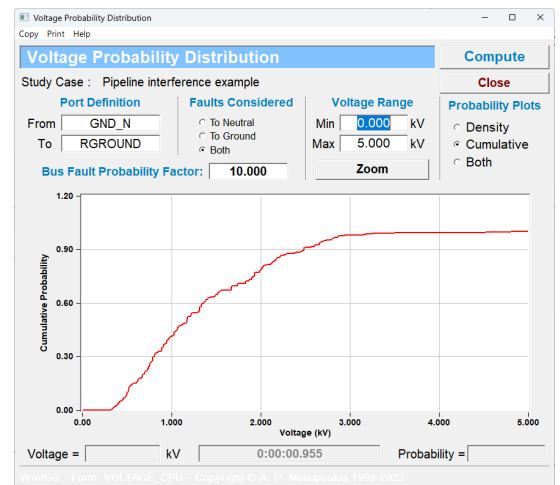 Voltage Probability Distribution
Copy Print Help
Voltage Probability Distribution
Compute
Study Case : Pipeline interference example
Close
Port Definition
Faults Considered
Voltage Range
Probability Plots
From GND_N
To RGROUND
To Neutral
To Ground
Both
Min 0.000 kV
Max 5.000 kV
Density
Cumulative
Both
Bus Fault Probability Factor: 10.000
Zoom
1.20
0.90
0.60
0.30
0.00
Cumulative Probability
0.00 1.000 2.000 3.000 4.000 5.000
Voltage (kV)
Voltage = kV
0:00:00.955
Probability =
WinIGS - Form: VOLTAGE_CPD - Copyright © A. P. Meliopoulos 1998-2022